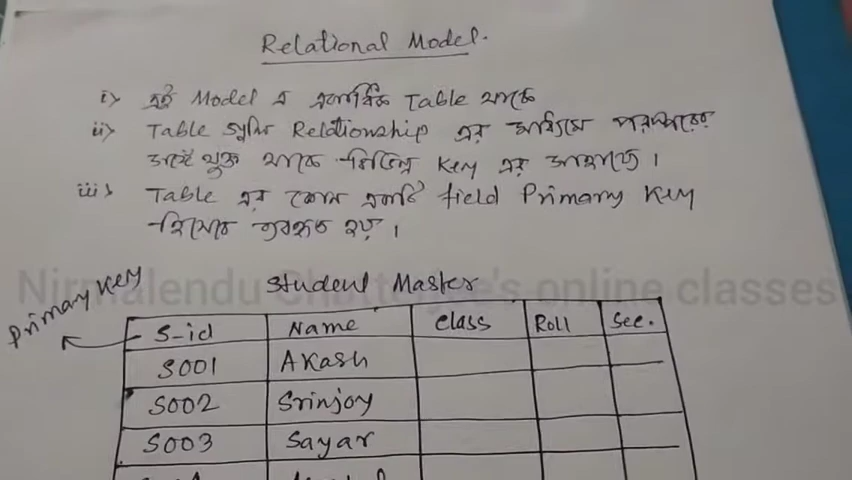 Relational Model.
i> এই Model এ একাধিক Table থাকে
ii> Table গুলি Relationship এর মাধ্যমে পরস্পরের
সাথে যুক্ত থাকে বিভিন্ন Key এর সাহায্যে।
iii> Table এর কোন একটি field Primary Key
হিসেবে ব্যবহৃত হয়।
Nirmalendu Chatterjee's online classes
Student Master
Primary Key
S-id Name Class Roll Sec.
S001 Akash
S002 Srinjoy
S003 Sayar